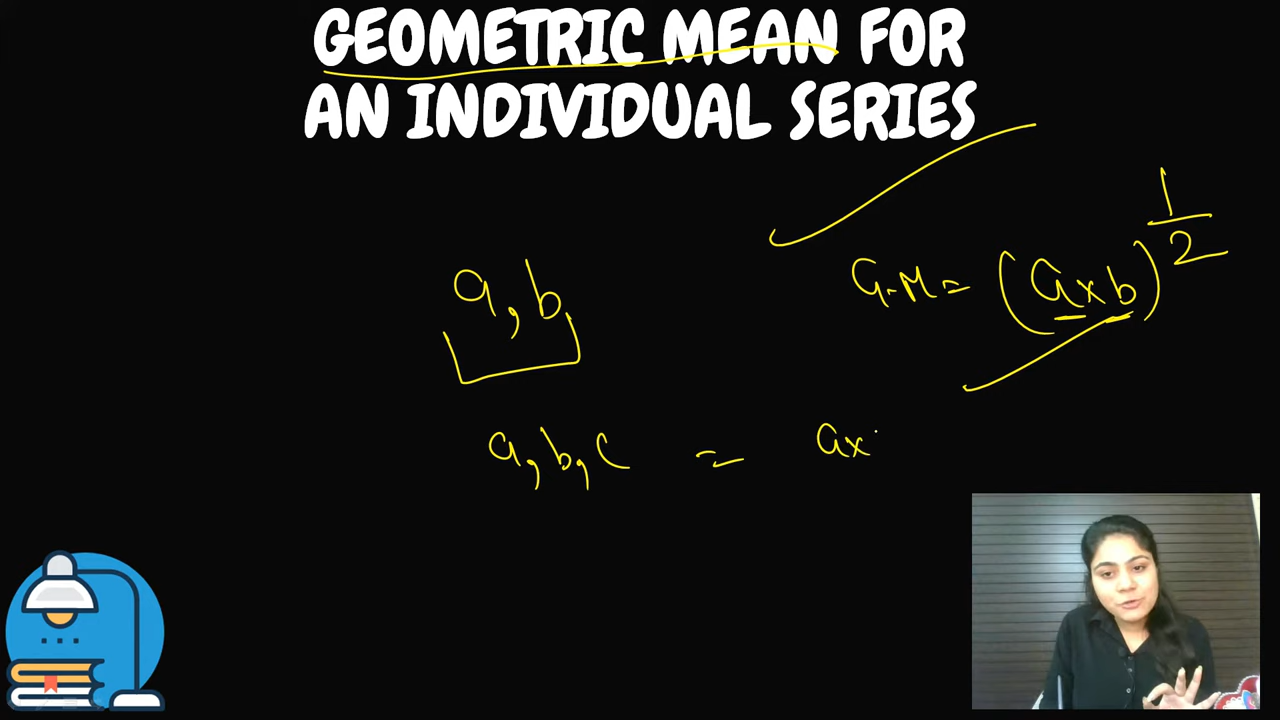 GEOMETRIC MEAN FOR
AN INDIVIDUAL SERIES
a, b
G.M = (a x b)^1/2
a, b, c = ax